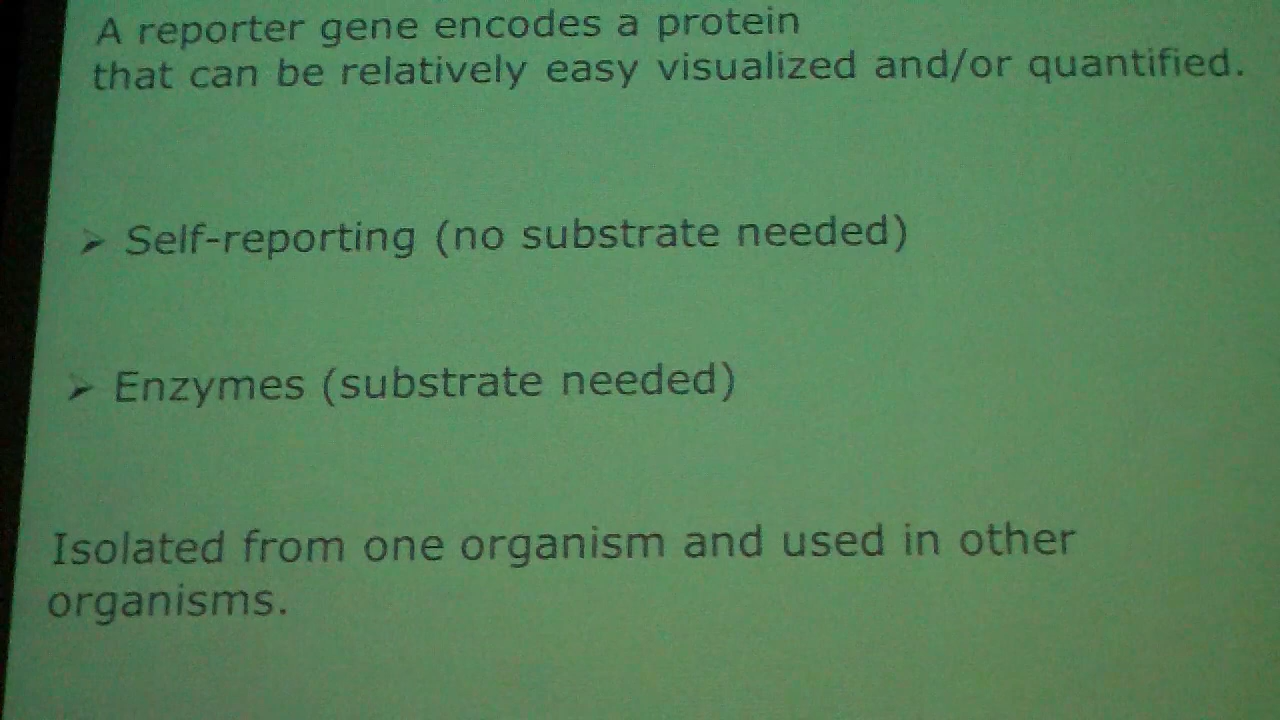 A reporter gene encodes a protein
that can be relatively easy visualized and/or quantified.
➢ Self-reporting (no substrate needed)
➢ Enzymes (substrate needed)
Isolated from one organism and used in other
organisms.